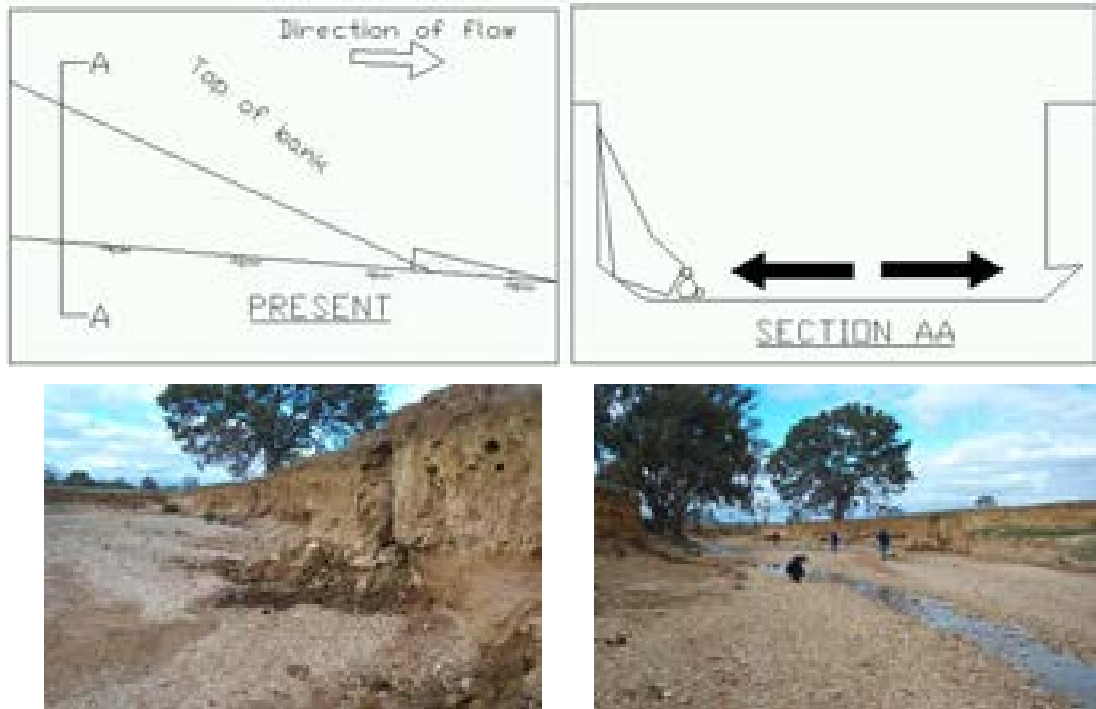 Direction of flow
A
Top of bank
A
PRESENT
SECTION AA